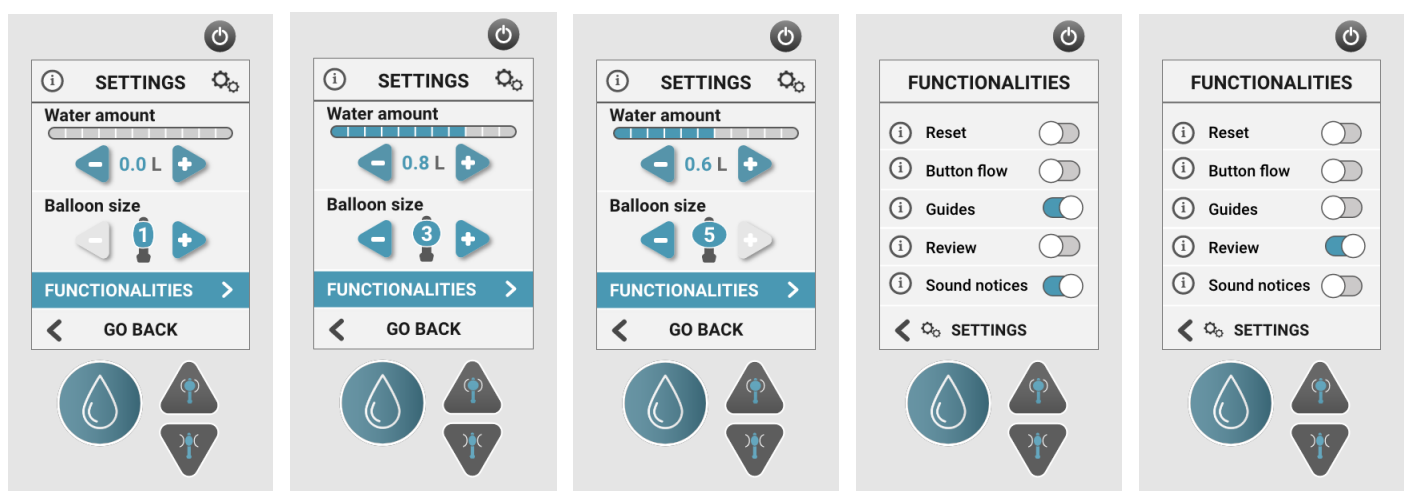 SETTINGS
Water amount
0.0 L
Balloon size
1
FUNCTIONALITIES
GO BACK
SETTINGS
Water amount
0.8 L
Balloon size
3
FUNCTIONALITIES
GO BACK
SETTINGS
Water amount
0.6 L
Balloon size
5
FUNCTIONALITIES
GO BACK
FUNCTIONALITIES
Reset
Button flow
Guides
Review
Sound notices
SETTINGS
FUNCTIONALITIES
Reset
Button flow
Guides
Review
Sound notices
SETTINGS